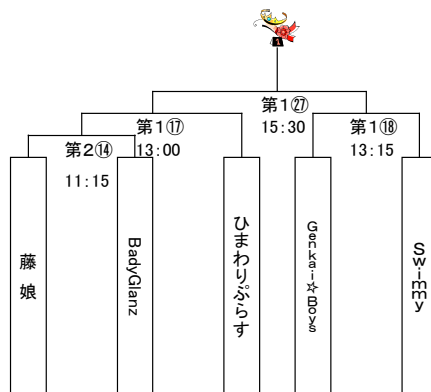 第1㉗
15:30
第1⑰
13:00
第1⑱
13:15
第2⑭
11:15
藤娘
BadyGlanz
ひまわりぷらす
Genkai☆Boys
Swimmy